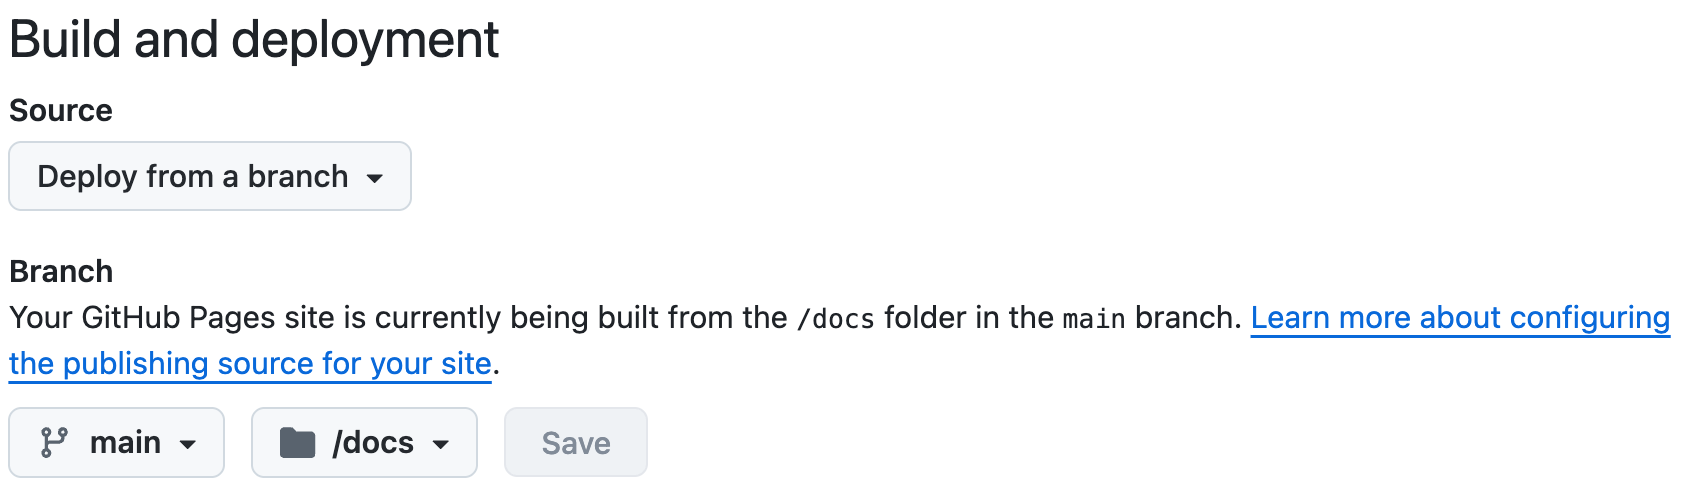 Build and deployment
Source
Deploy from a branch
Branch
Your GitHub Pages site is currently being built from the /docs folder in the main branch. Learn more about configuring
the publishing source for your site.
main /docs Save